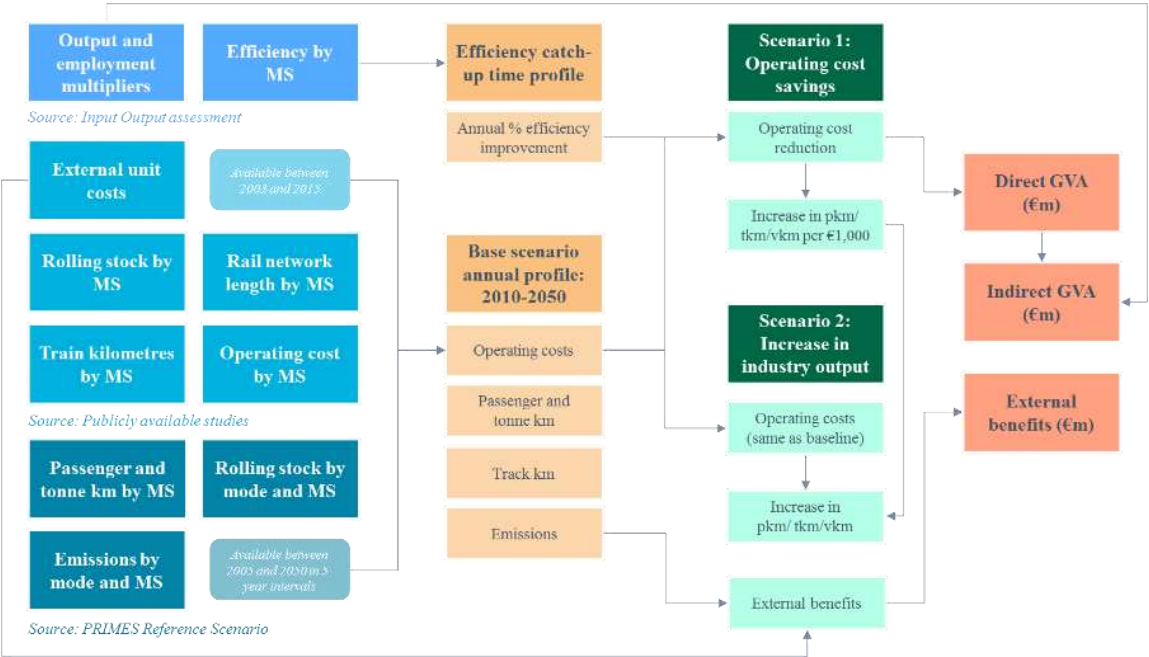 Output and
employment
multipliers
Efficiency by
MS
Source: Input Output assessment
External unit
costs
Available between
2003 and 2015
Rolling stock by
MS
Rail network
length by MS
Train kilometres
by MS
Operating cost
by MS
Source: Publicly available studies
Passenger and
tonne km by MS
Rolling stock by
mode and MS
Emissions by
mode and MS
Available between
2005 and 2050 in 5
year intervals
Source: PRIMES Reference Scenario
Efficiency catch-
up time profile
Annual % efficiency
improvement
Base scenario
annual profile:
2010-2050
Operating costs
Passenger and
tonne km
Track km
Emissions
Scenario 1:
Operating cost
savings
Operating cost
reduction
Increase in pkm/
tkm/vkm per €1,000
Scenario 2:
Increase in
industry output
Operating costs
(same as baseline)
Increase in
pkm/ tkm/vkm
External benefits
Direct GVA
(€m)
Indirect GVA
(€m)
External
benefits (€m)